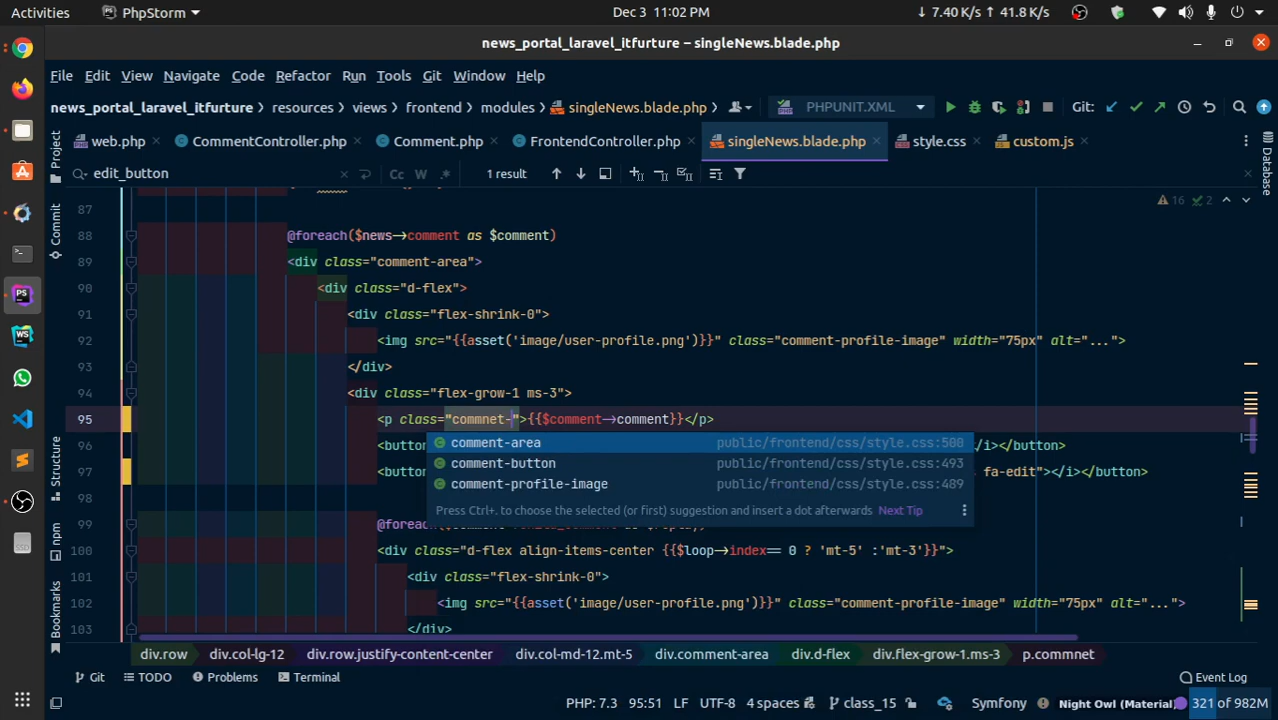 Activities PhpStorm Dec 3 11:02 PM ↓ 7.40 K/s ↑ 41.8 K/s
news_portal_laravel_itfurture – singleNews.blade.php
File Edit View Navigate Code Refactor Run Tools Git Window Help
news_portal_laravel_itfurture resources views frontend modules singleNews.blade.php PHPUNIT.XML Git:
web.php CommentController.php Comment.php FrontendController.php singleNews.blade.php style.css custom.js
edit_button Cc W .* 1 result
87 16 2
88 @foreach($news→comment as $comment)
89 <div class="comment-area">
90 <div class="d-flex">
91 <div class="flex-shrink-0">
92 <img src="{{asset('image/user-profile.png')}}" class="comment-profile-image" width="75px" alt="...">
93 </div>
94 <div class="flex-grow-1 ms-3">
95 <p class="commnet-">{{$comment→comment}}</p>
96 <button /i></button>
97 <button fa-edit"></i></button>
comment-area public/frontend/css/style.css:500
comment-button public/frontend/css/style.css:493
comment-profile-image public/frontend/css/style.css:489
Press Ctrl+. to choose the selected (or first) suggestion and insert a dot afterwards Next Tip
98
99 @foreach
100 <div class="d-flex align-items-center {{$loop→index== 0 ? 'mt-5' :'mt-3'}}">
101 <div class="flex-shrink-0">
102 <img src="{{asset('image/user-profile.png')}}" class="comment-profile-image" width="75px" alt="...">
103 </div>
div.row div.col-lg-12 div.row.justify-content-center div.col-md-12.mt-5 div.comment-area div.d-flex div.flex-grow-1.ms-3 p.commnet
Git TODO Problems Terminal Event Log
PHP: 7.3 95:51 LF UTF-8 4 spaces class_15 Symfony Night Owl (Material) 321 of 982M
Project
Commit
Structure
npm
Bookmarks
Database
PS
WS